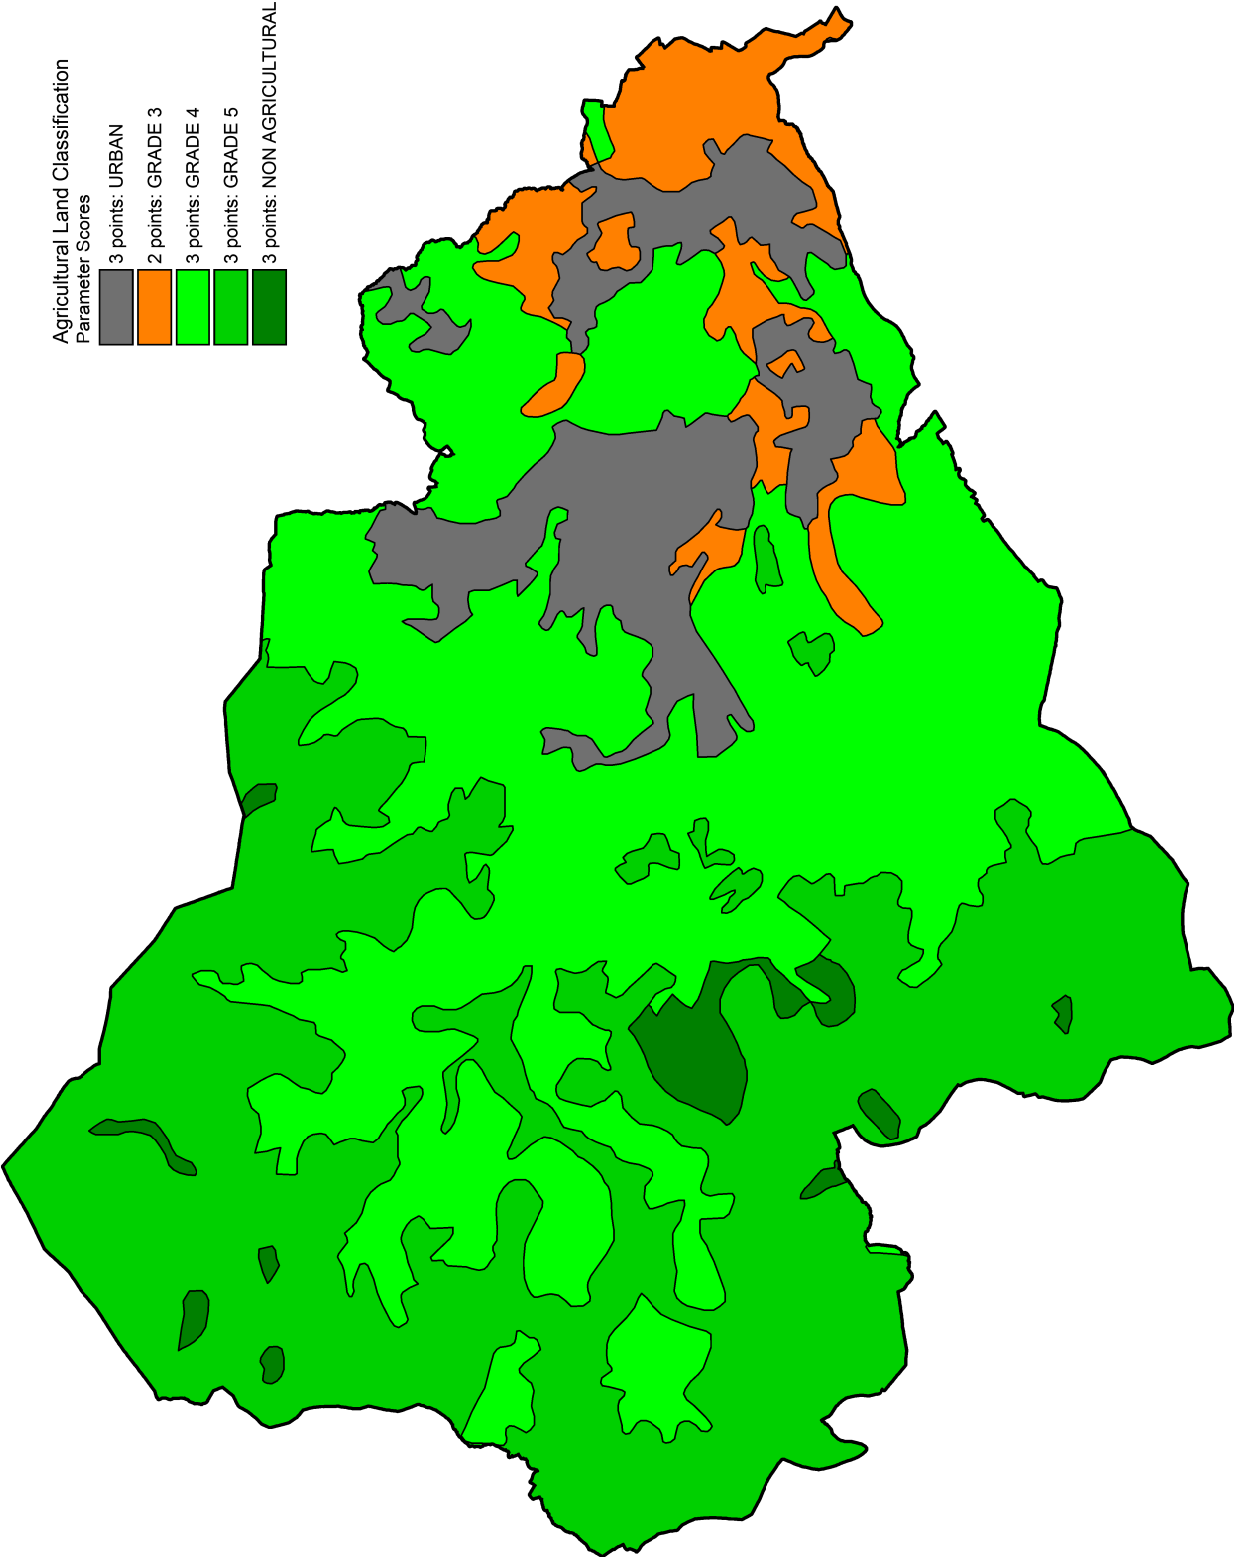 Agricultural Land Classification
Parameter Scores
3 points: URBAN
2 points: GRADE 3
3 points: GRADE 4
3 points: GRADE 5
3 points: NON AGRICULTURAL